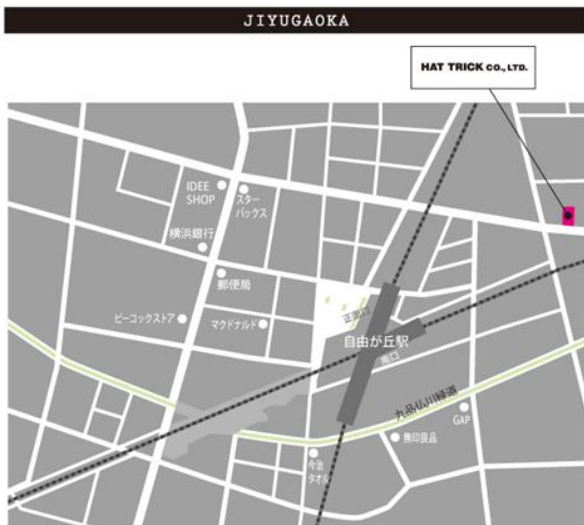 JIYUGAOKA
HAT TRICK CO., LTD.
IDEE
SHOP
スター
バックス
横浜銀行
郵便局
ピーコックストア
マクドナルド
正面口
自由が丘駅
南口
九品仏川緑道
GAP
無印良品
今治
タオル